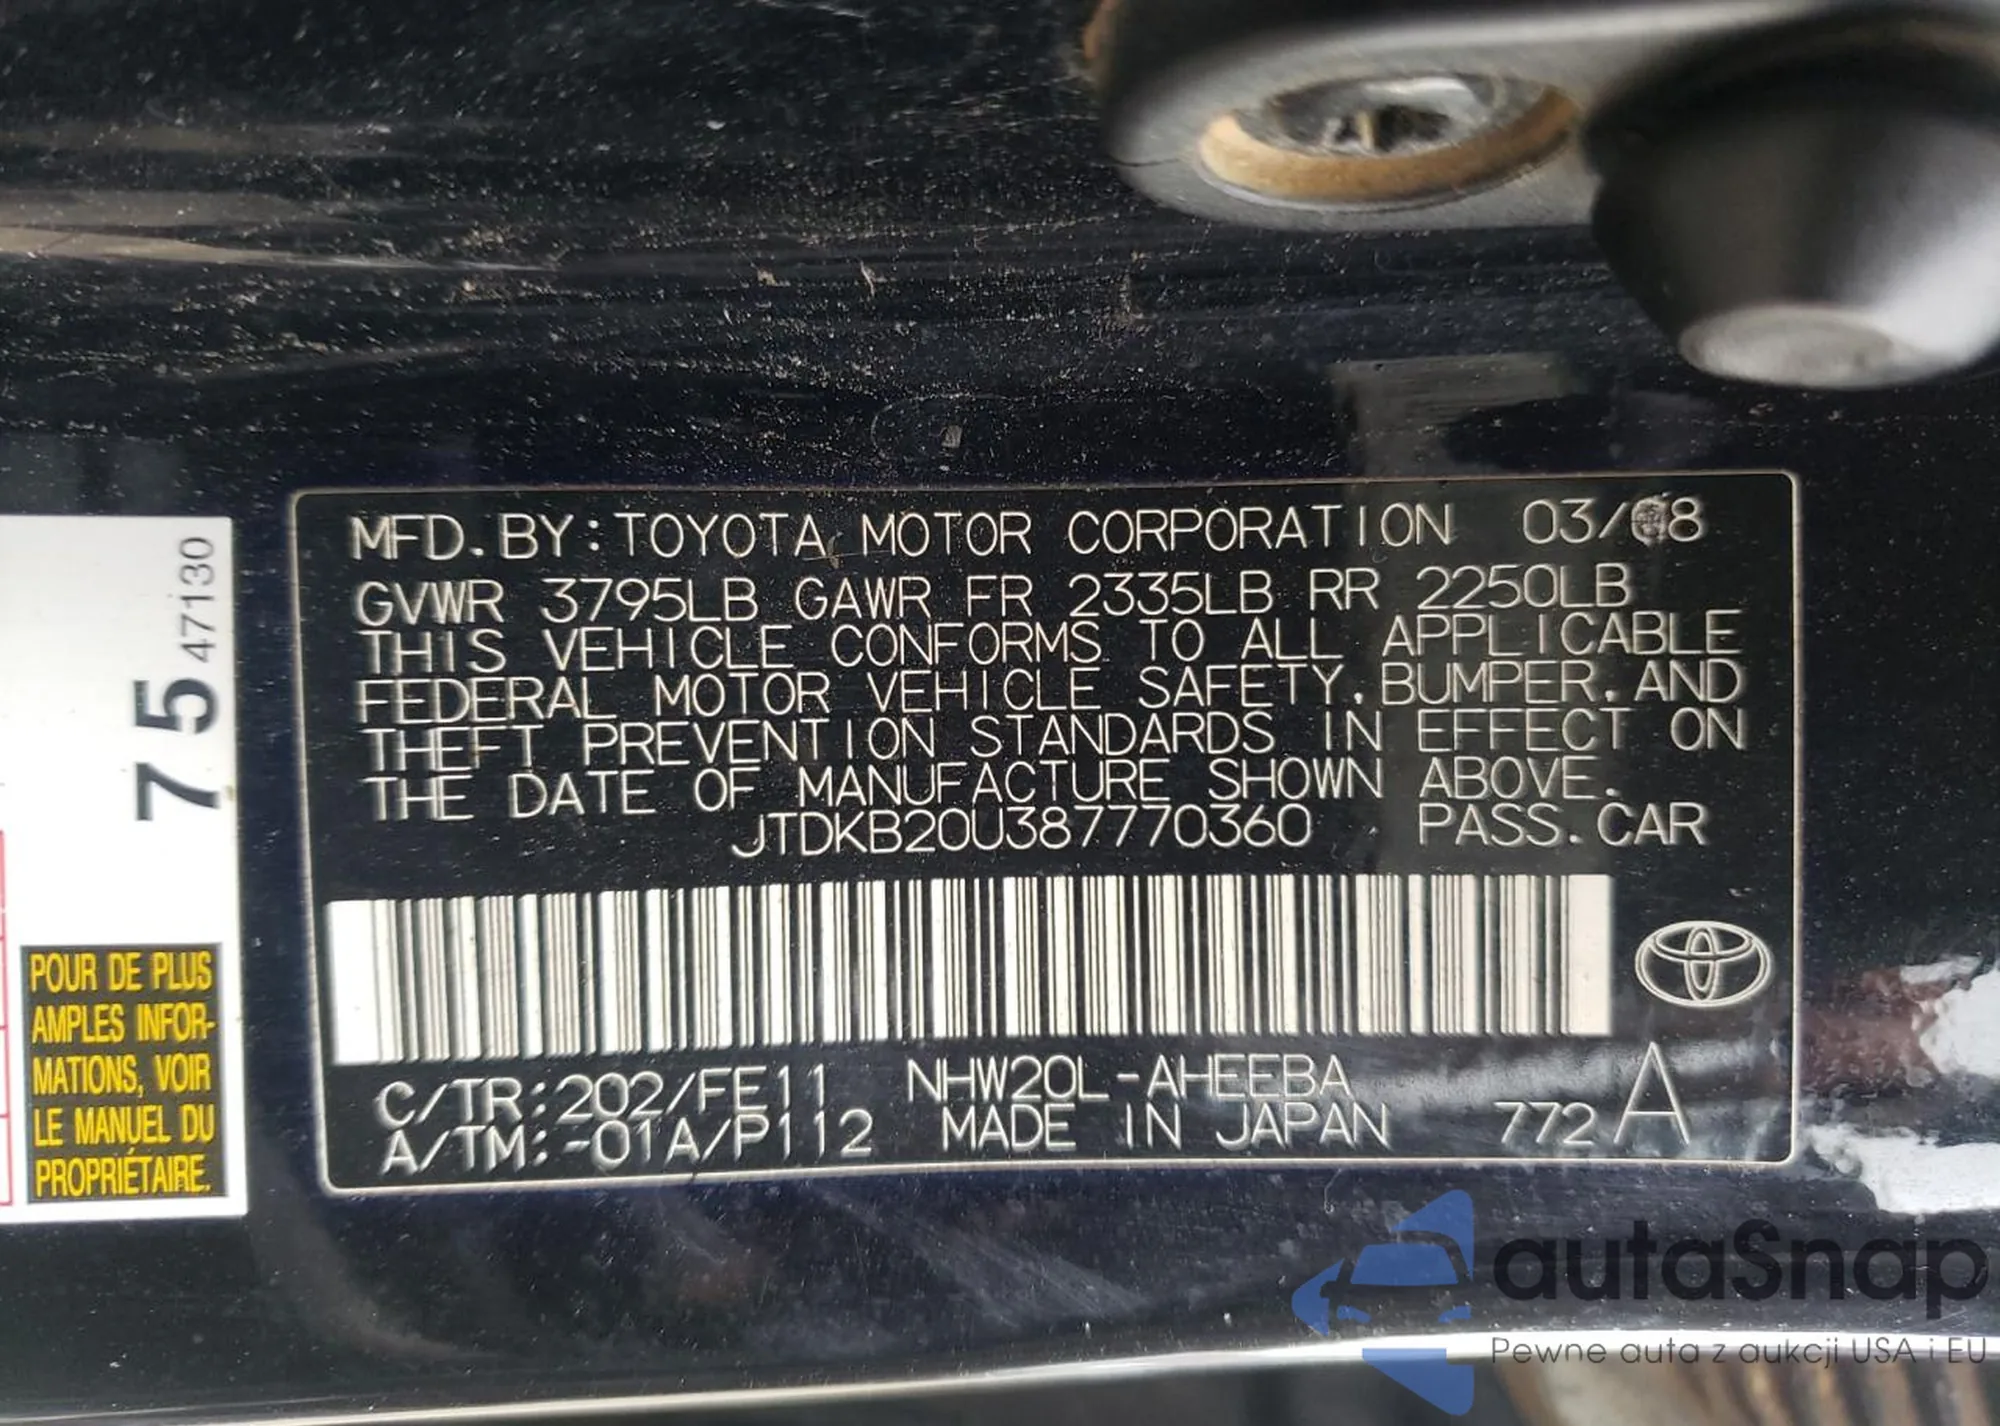 MFD. BY: TOYOTA MOTOR CORPORATION 03/08
GVWR 3795LB GAWR FR 2335LB RR 2250LB
THIS VEHICLE CONFORMS TO ALL APPLICABLE
FEDERAL MOTOR VEHICLE SAFETY, BUMPER, AND
THEFT PREVENTION STANDARDS IN EFFECT ON
THE DATE OF MANUFACTURE SHOWN ABOVE.
JTDKB20U387770360 PASS. CAR
C/TR: 202/FE11 NHW20L-AHEEBA
A/TM: -01A/P112 MADE IN JAPAN 772 A
75 47130
POUR DE PLUS
AMPLES INFOR-
MATIONS, VOIR
LE MANUEL DU
PROPRIÉTAIRE.
autaSnap
Pewne auta z aukcji USA i EU